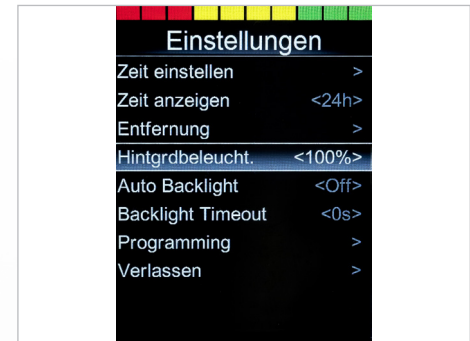 Einstellungen
Zeit einstellen >
Zeit anzeigen <24h>
Entfernung >
Hintgrdbeleucht. <100%>
Auto Backlight <Off>
Backlight Timeout <0s>
Programming >
Verlassen >